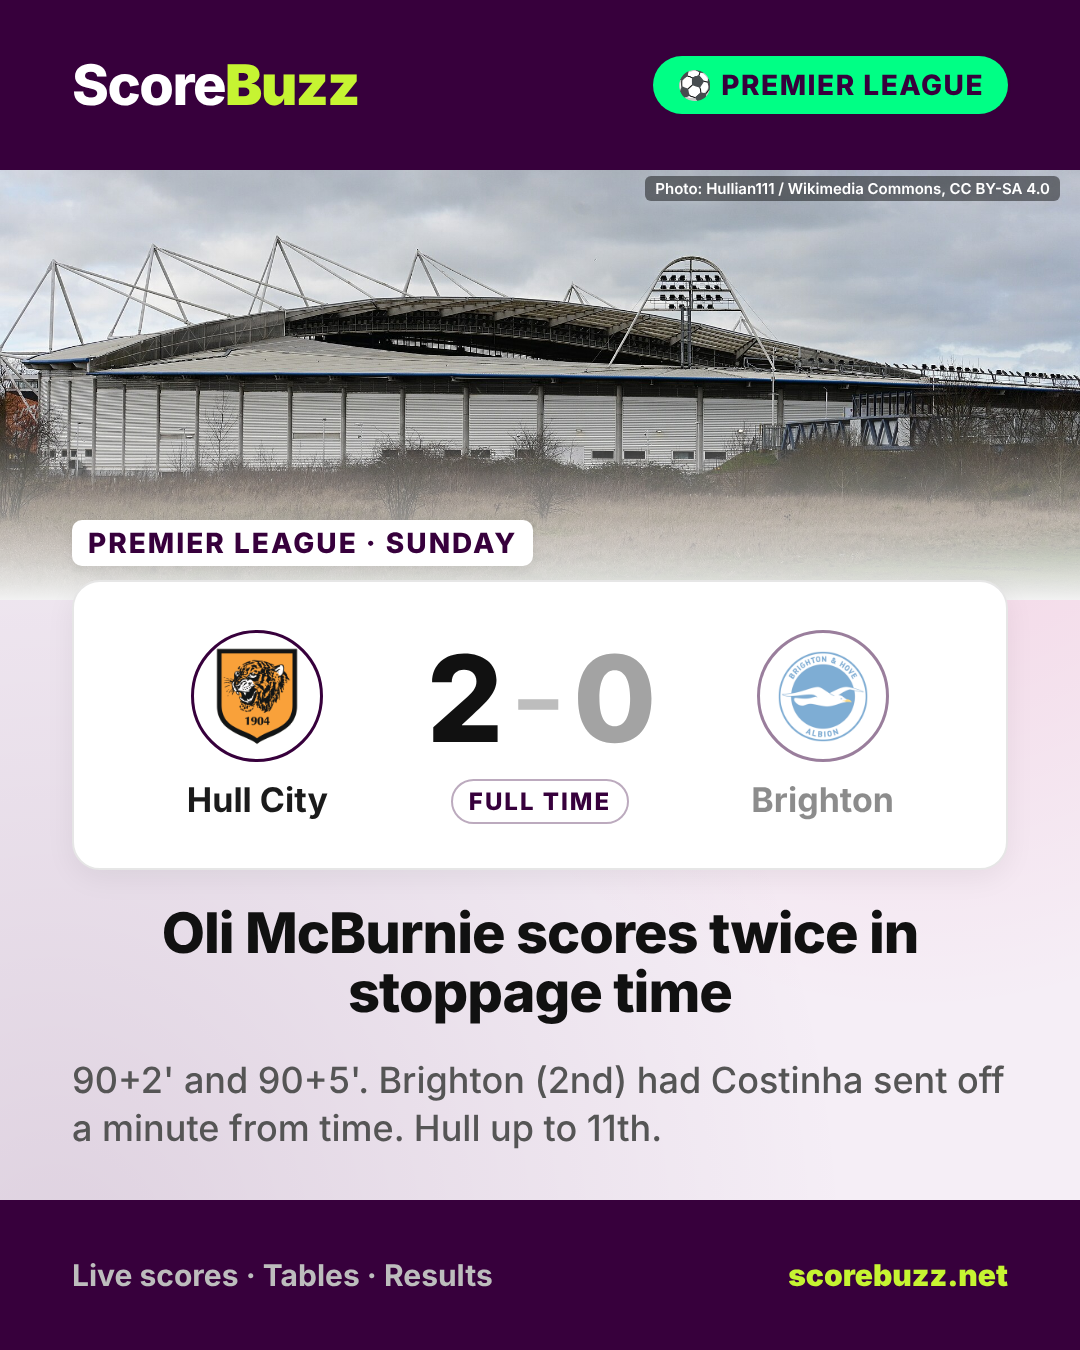 ScoreBuzz
⚽ PREMIER LEAGUE
Photo: Hullian111 / Wikimedia Commons, CC BY-SA 4.0
PREMIER LEAGUE · SUNDAY
1904
2 - 0
BRIGHTON & HOVE
ALBION
Hull City
FULL TIME
Brighton
Oli McBurnie scores twice in
stoppage time
90+2' and 90+5'. Brighton (2nd) had Costinha sent off
a minute from time. Hull up to 11th.
Live scores · Tables · Results
scorebuzz.net